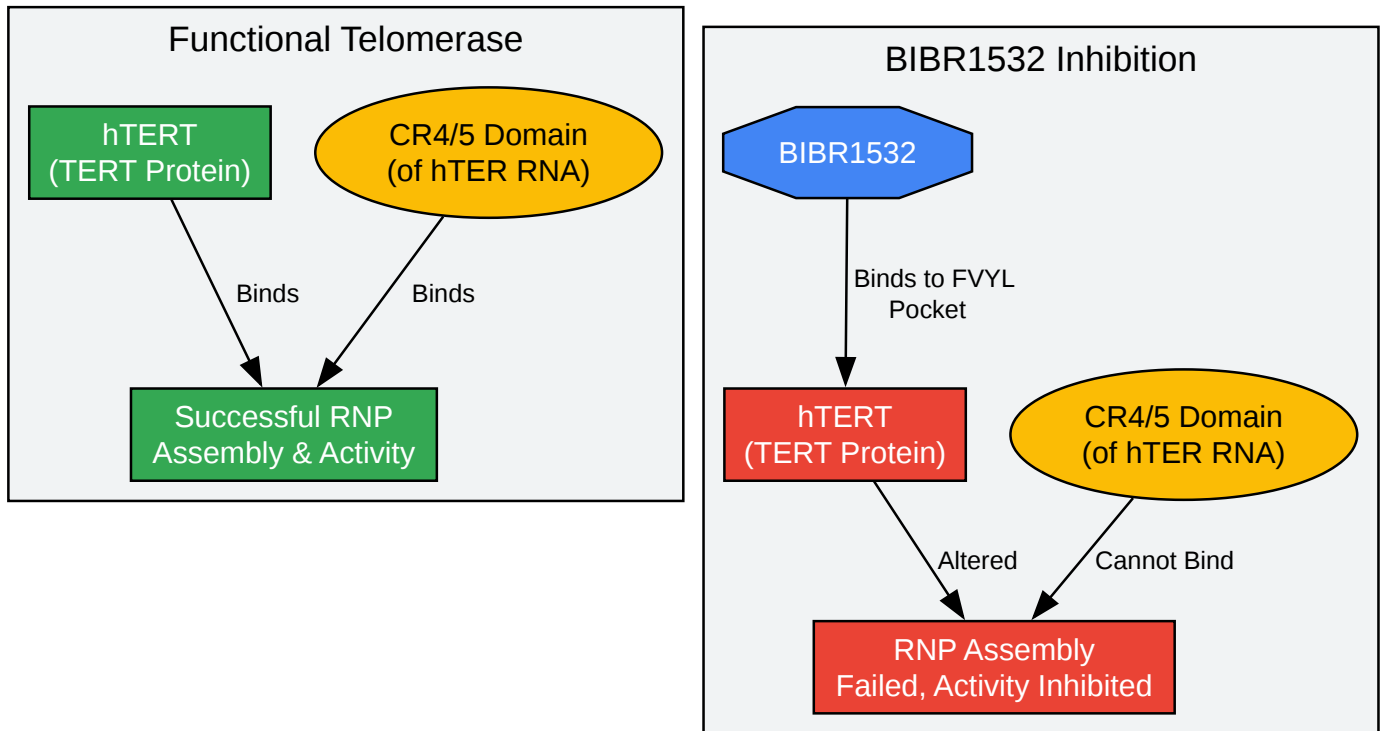 Functional Telomerase
hTERT
(TERT Protein)
CR4/5 Domain
(of hTER RNA)
Binds
Binds
Successful RNP
Assembly & Activity
BIBR1532 Inhibition
BIBR1532
Binds to FVYL
Pocket
hTERT
(TERT Protein)
CR4/5 Domain
(of hTER RNA)
Altered
Cannot Bind
RNP Assembly
Failed, Activity Inhibited